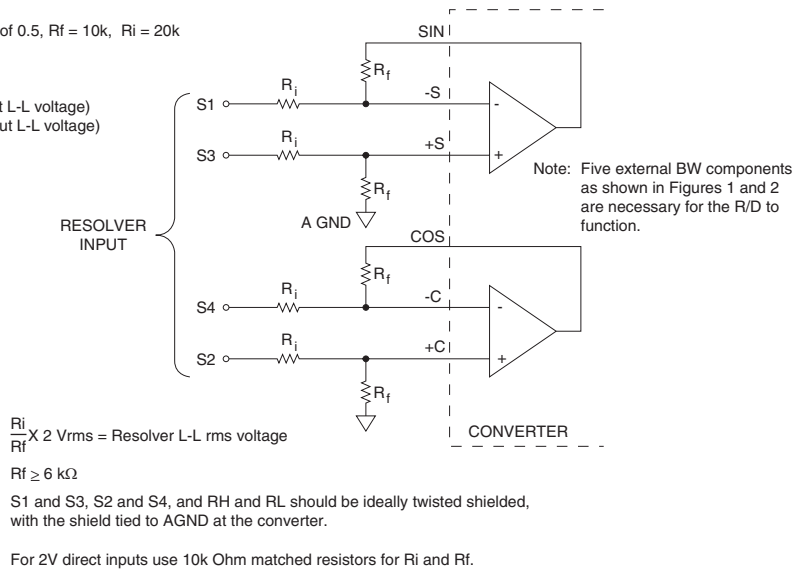 of 0.5, Rf = 10k, Ri = 20k
t L-L voltage)
ut L-L voltage)
SIN
Rf
Ri
S1
-S
-
Ri
S3
+S
+
Rf
A GND
Note: Five external BW components
as shown in Figures 1 and 2
are necessary for the R/D to
function.
RESOLVER
INPUT
COS
Rf
Ri
S4
-C
-
Ri
S2
+C
+
Rf
CONVERTER
Ri
Rf
X 2 Vrms = Resolver L-L rms voltage
Rf ≥ 6 kΩ
S1 and S3, S2 and S4, and RH and RL should be ideally twisted shielded,
with the shield tied to AGND at the converter.
For 2V direct inputs use 10k Ohm matched resistors for Ri and Rf.